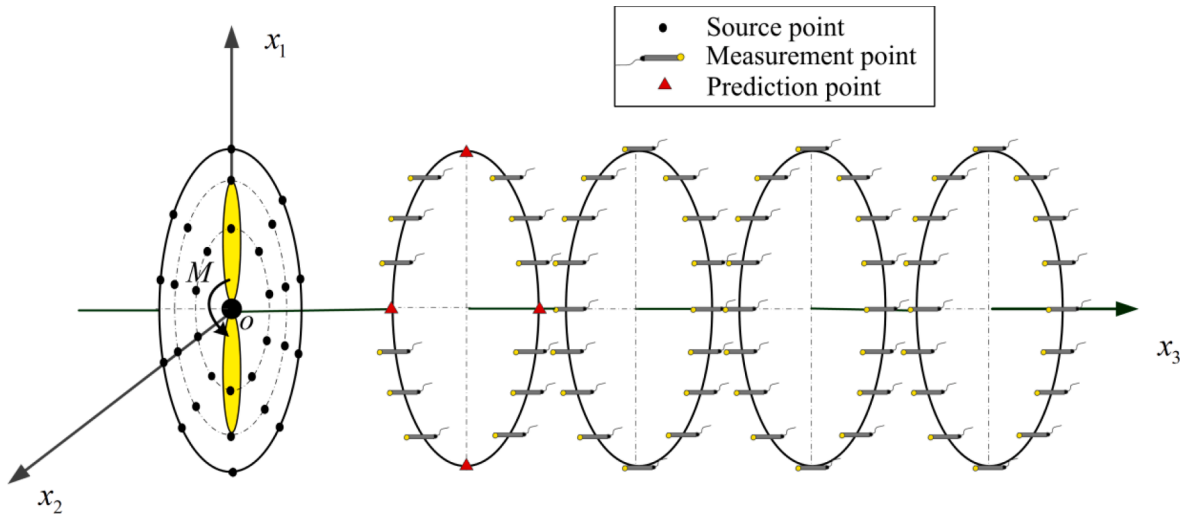 x₁
Source point
Measurement point
Prediction point
M
o
x₃
x₂